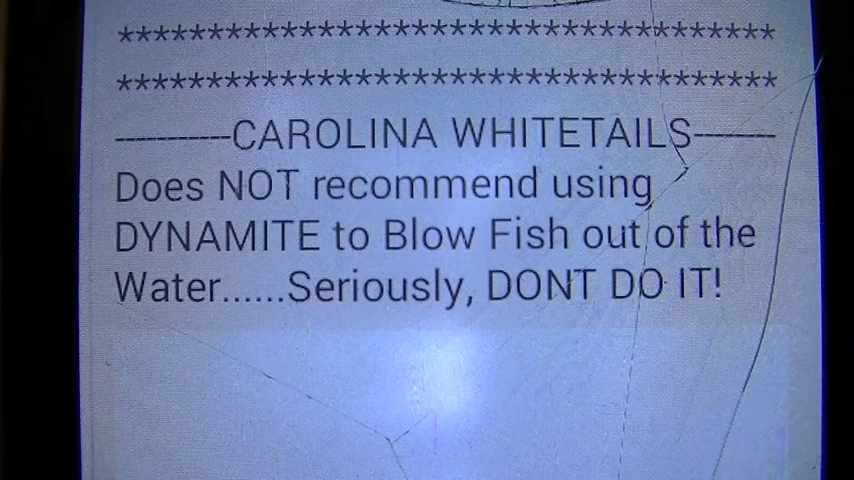 *************************************
*************************************
-----------CAROLINA WHITETAILS--------
Does NOT recommend using
DYNAMITE to Blow Fish out of the
Water......Seriously, DONT DO IT!